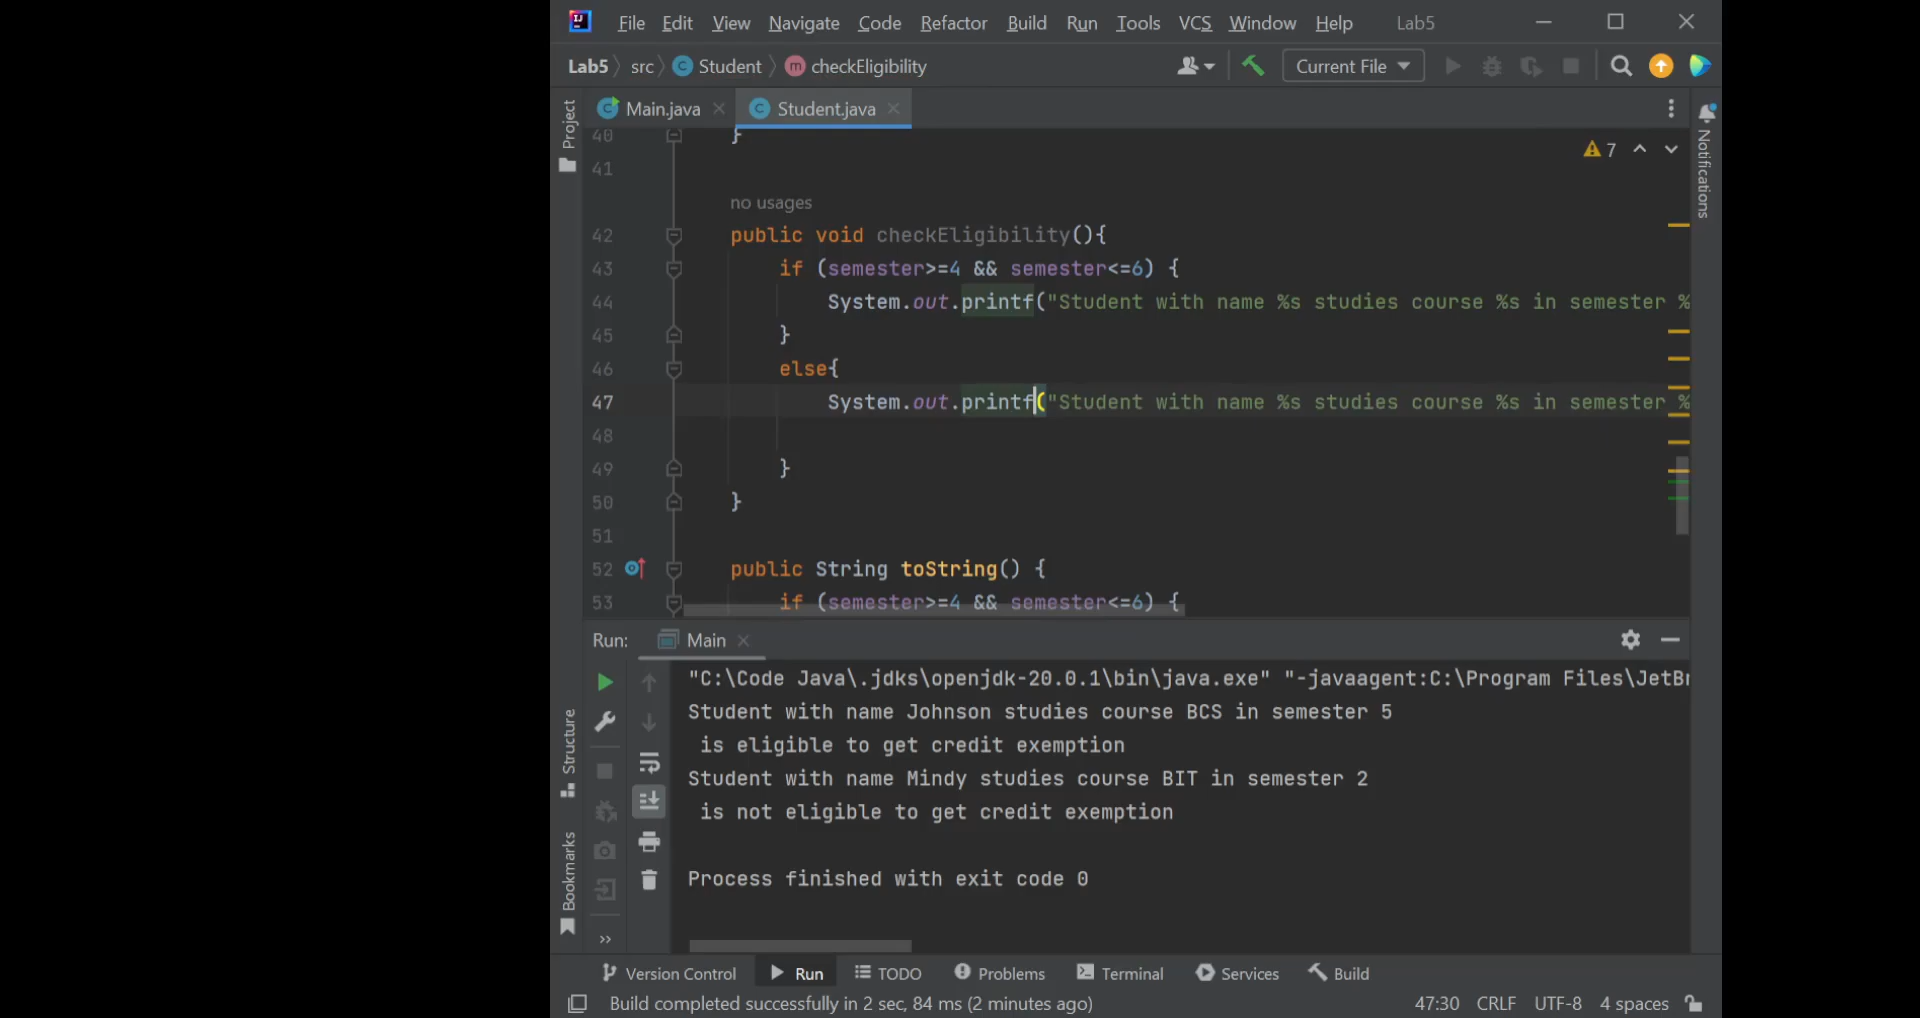 File Edit View Navigate Code Refactor Build Run Tools VCS Window Help Lab5
Lab5 src Student checkEligibility Current File
Main.java Student.java
Project
Notifications
7
40 }
41
no usages
42 public void checkEligibility(){
43 if (semester>=4 && semester<=6) {
44 System.out.printf("Student with name %s studies course %s in semester %
45 }
46 else{
47 System.out.printf("Student with name %s studies course %s in semester %
48
49 }
50 }
51
52 public String toString() {
53 if (semester>=4 && semester<=6) {
Run: Main
"C:\Code Java\.jdks\openjdk-20.0.1\bin\java.exe" "-javaagent:C:\Program Files\JetBr
Student with name Johnson studies course BCS in semester 5
is eligible to get credit exemption
Student with name Mindy studies course BIT in semester 2
is not eligible to get credit exemption
Process finished with exit code 0
Structure
Bookmarks
Version Control Run TODO Problems Terminal Services Build
Build completed successfully in 2 sec, 84 ms (2 minutes ago) 47:30 CRLF UTF-8 4 spaces